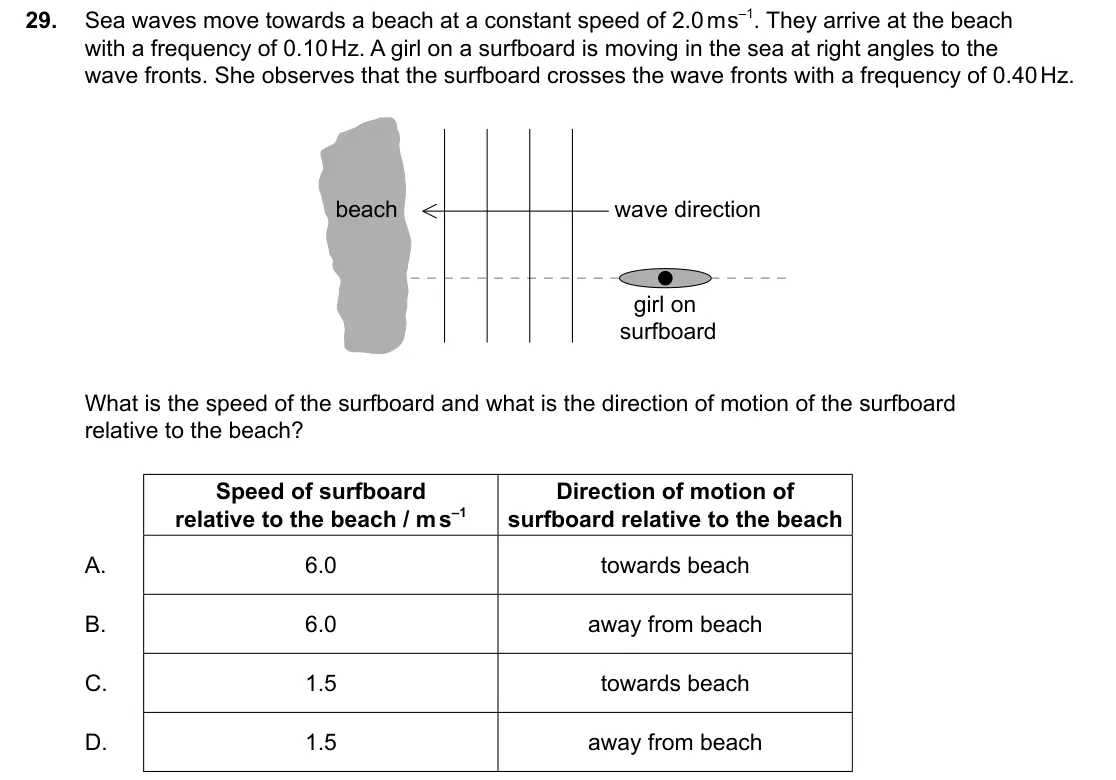 29. Sea waves move towards a beach at a constant speed of 2.0 m s⁻¹. They arrive at the beach
with a frequency of 0.10 Hz. A girl on a surfboard is moving in the sea at right angles to the
wave fronts. She observes that the surfboard crosses the wave fronts with a frequency of 0.40 Hz.
beach
wave direction
girl on
surfboard
What is the speed of the surfboard and what is the direction of motion of the surfboard
relative to the beach?
Speed of surfboard
relative to the beach / m s⁻¹
Direction of motion of
surfboard relative to the beach
A. 6.0 towards beach
B. 6.0 away from beach
C. 1.5 towards beach
D. 1.5 away from beach